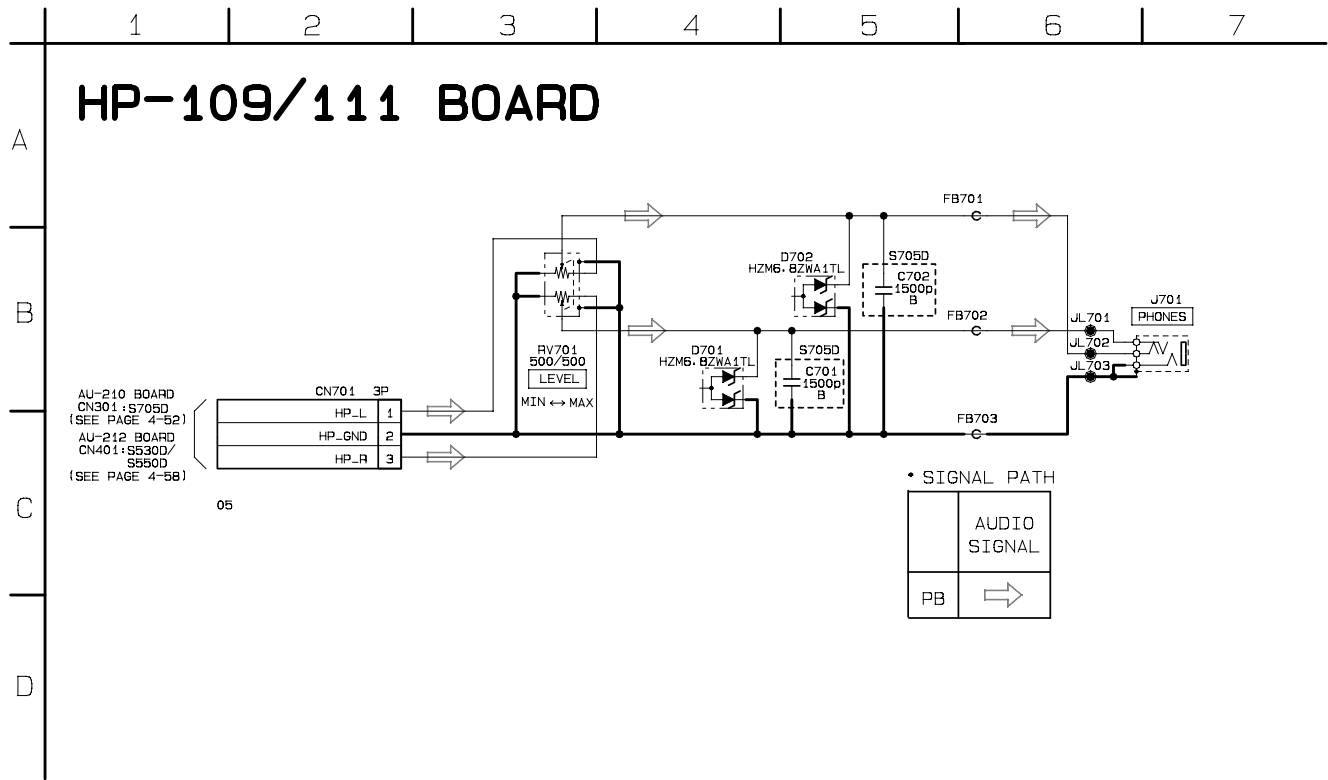 1 2 3 4 5 6 7
HP-109/111 BOARD
A
B
C
D
FB701
D702
HZM6.8ZWA1TL
S705D
C702
1500p
B
J701
PHONES
FB702
JL701
JL702
JL703
RV701
500/500
LEVEL
MIN ↔ MAX
D701
HZM6.8ZWA1TL
S705D
C701
1500p
B
AU-210 BOARD
CN301:S705D
(SEE PAGE 4-52)
AU-212 BOARD
CN401:S530D/
S550D
(SEE PAGE 4-58)
CN701 3P
HP_L 1
HP_GND 2
HP_R 3
05
FB703
• SIGNAL PATH
AUDIO
SIGNAL
PB